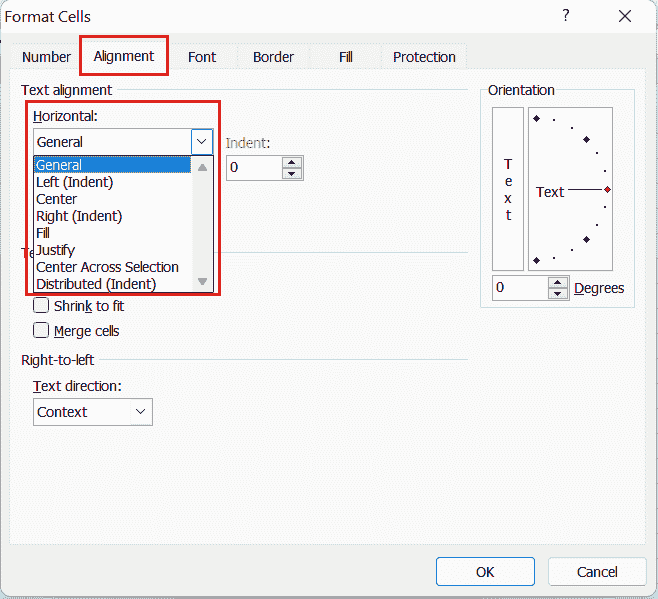 Format Cells
?
Number Alignment Font Border Fill Protection
Text alignment
Horizontal:
General
Indent:
0
General
Left (Indent)
Center
Right (Indent)
Fill
Justify
Center Across Selection
Distributed (Indent)
Te
Shrink to fit
Merge cells
Right-to-left
Text direction:
Context
Orientation
T
e
x
t
Text
0 Degrees
OK Cancel